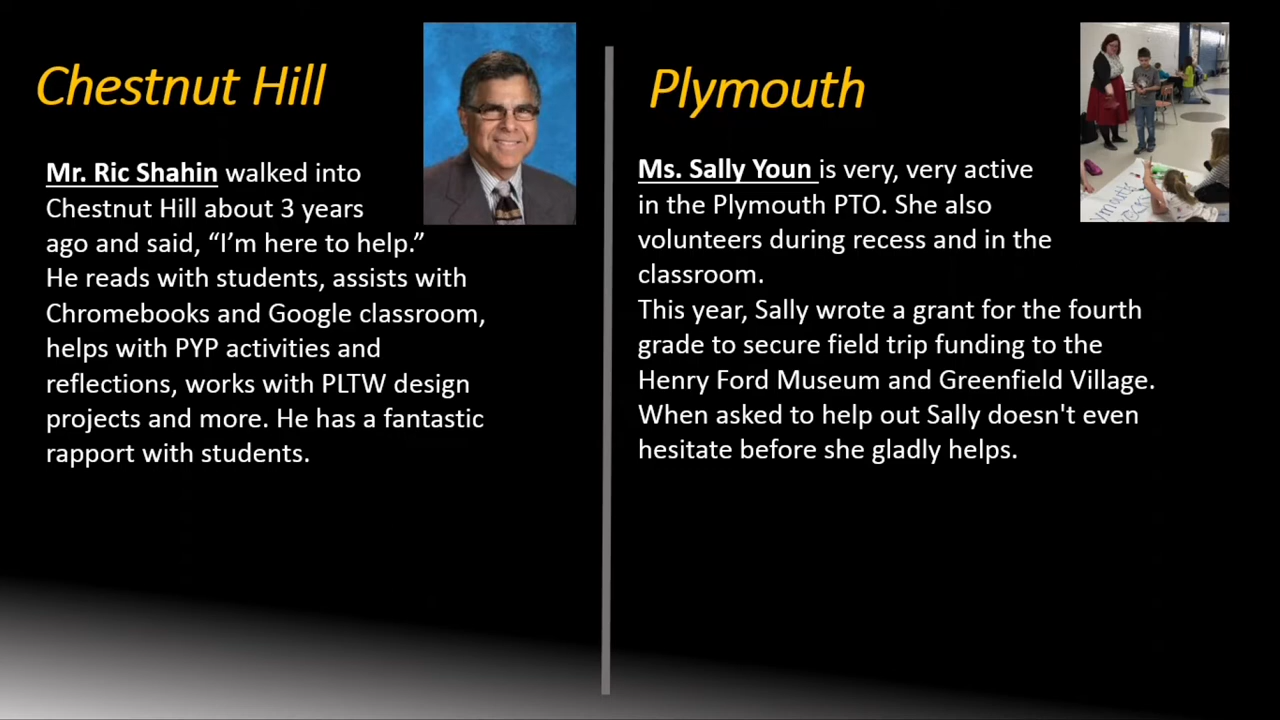 Chestnut Hill
Mr. Ric Shahin walked into
Chestnut Hill about 3 years
ago and said, “I’m here to help.”
He reads with students, assists with
Chromebooks and Google classroom,
helps with PYP activities and
reflections, works with PLTW design
projects and more. He has a fantastic
rapport with students.
Plymouth
Ms. Sally Youn is very, very active
in the Plymouth PTO. She also
volunteers during recess and in the
classroom.
This year, Sally wrote a grant for the fourth
grade to secure field trip funding to the
Henry Ford Museum and Greenfield Village.
When asked to help out Sally doesn't even
hesitate before she gladly helps.